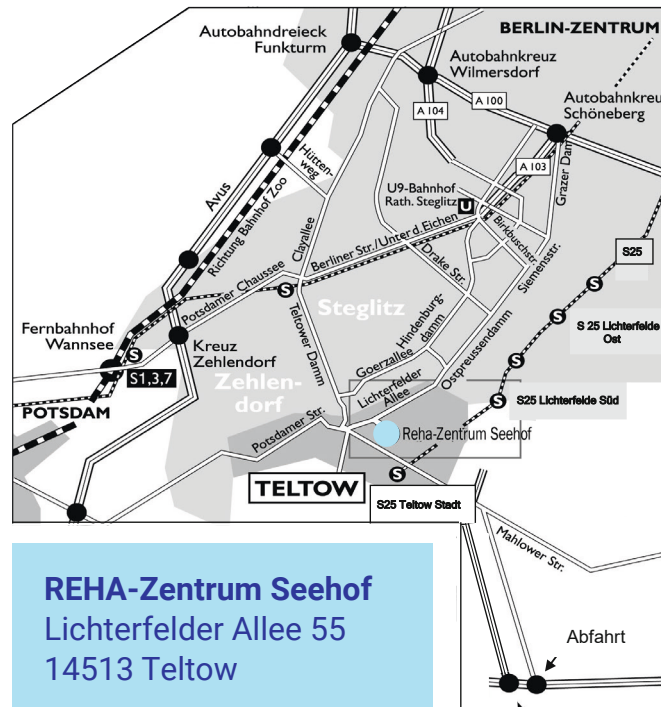 BERLIN-ZENTRUM
Autobahndreieck
Funkturm
Autobahnkreuz
Wilmersdorf
A 100
A 104
Autobahnkreu
Schöneberg
A 103
Grazer Dam
Hütten-
weg
U9-Bahnhof
Rath. Steglitz
U
Avus
Richtung Bahnhof Zoo
Clayallee
Berliner Str./Unter d. Eichen
Birkbuschstr.
Drake Str.
Siemensstr.
S25
Potsdamer Chaussee
S
S
Steglitz
Hindenburg-
damm
S
S 25 Lichterfelde
Ost
Fernbahnhof
Wannsee
S
Kreuz
Zehlendorf
Teltower Damm
Goerzallee
S
S1,3,7
Zehlen-
dorf
Lichterfelder
Allee
Ostpreussendamm
S
S25 Lichterfelde Süd
POTSDAM
Potsdamer Str.
Reha-Zentrum Seehof
S
TELTOW
S25 Teltow Stadt
Mahlower Str.
REHA-Zentrum Seehof
Lichterfelder Allee 55
14513 Teltow
Abfahrt